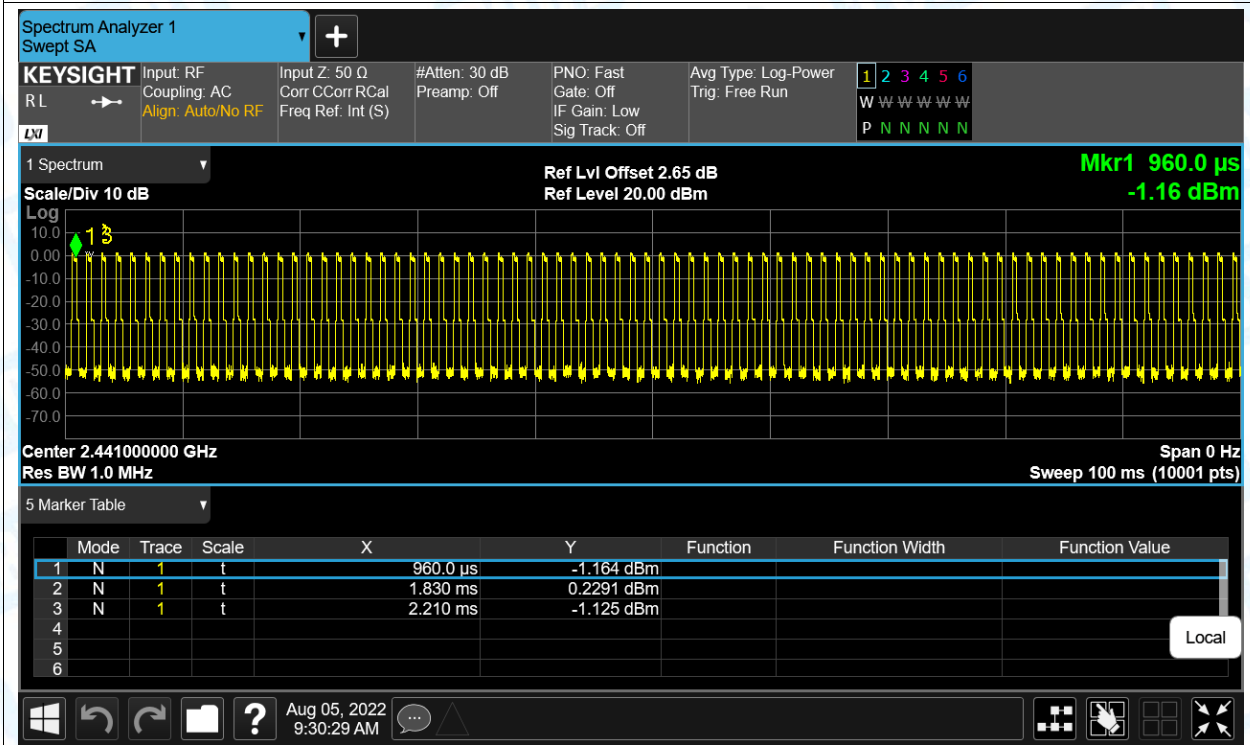 Spectrum Analyzer 1
Swept SA
KEYSIGHT
R L
LXI
Input: RF
Coupling: AC
Align: Auto/No RF
Input Z: 50 Ω
Corr CCorr RCal
Freq Ref: Int (S)
#Atten: 30 dB
Preamp: Off
PNO: Fast
Gate: Off
IF Gain: Low
Sig Track: Off
Avg Type: Log-Power
Trig: Free Run
1 2 3 4 5 6
W W W W W W
P N N N N N
1 Spectrum
Scale/Div 10 dB
Ref Lvl Offset 2.65 dB
Ref Level 20.00 dBm
Mkr1 960.0 µs
-1.16 dBm
Log
10.0
0.00
-10.0
-20.0
-30.0
-40.0
-50.0
-60.0
-70.0
1 3
Center 2.441000000 GHz
Span 0 Hz
Res BW 1.0 MHz
Sweep 100 ms (10001 pts)
5 Marker Table
Mode Trace Scale X Y Function Function Width Function Value
1 N 1 t 960.0 µs -1.164 dBm
2 N 1 t 1.830 ms 0.2291 dBm
3 N 1 t 2.210 ms -1.125 dBm
4
5
6
Local
?
Aug 05, 2022
9:30:29 AM